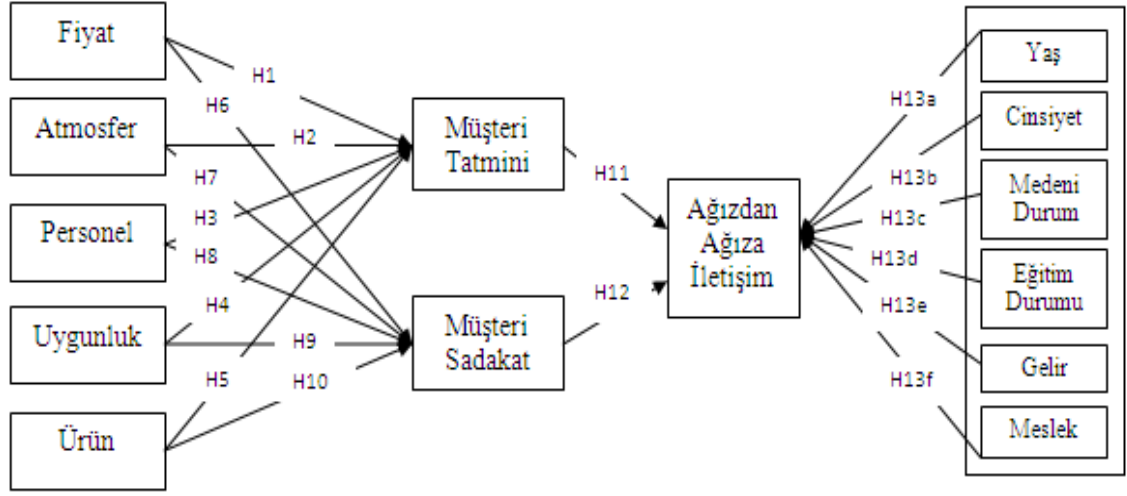 Fiyat
Atmosfer
Personel
Uygunluk
Ürün
H1
H6
H2
H7
H3
H8
H4
H9
H5
H10
Müşteri
Tatmini
Müşteri
Sadakat
H11
H12
Ağızdan
Ağıza
İletişim
H13a
H13b
H13c
H13d
H13e
H13f
Yaş
Cinsiyet
Medeni
Durum
Eğitim
Durumu
Gelir
Meslek